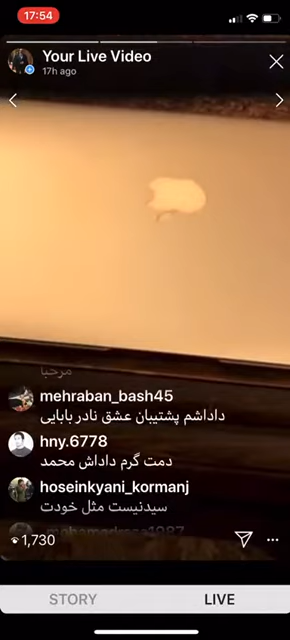 17:54
Your Live Video
17h ago
مرحبا
mehraban_bash45
داداشم پشتیبان عشق نادر بابایی
hny.6778
دمت گرم داداش محمد
hoseinkyani_kormanj
سیدنیست مثل خودت
1,730
STORY
LIVE